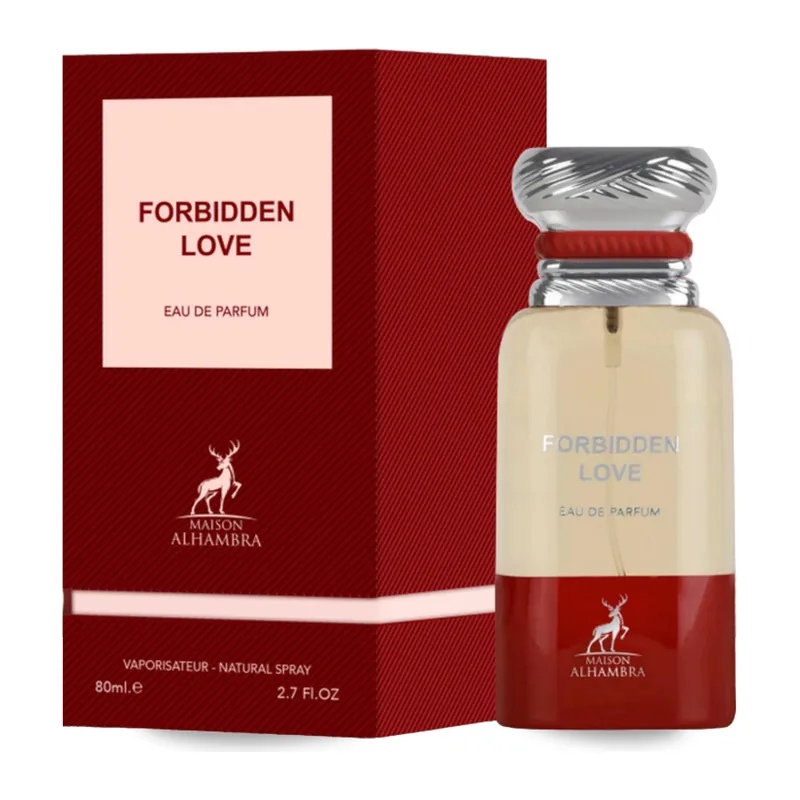 FORBIDDEN
LOVE
EAU DE PARFUM
MAISON
ALHAMBRA
VAPORISATEUR - NATURAL SPRAY
80ml.e
2.7 Fl.OZ
FORBIDDEN
LOVE
EAU DE PARFUM
MAISON
ALHAMBRA